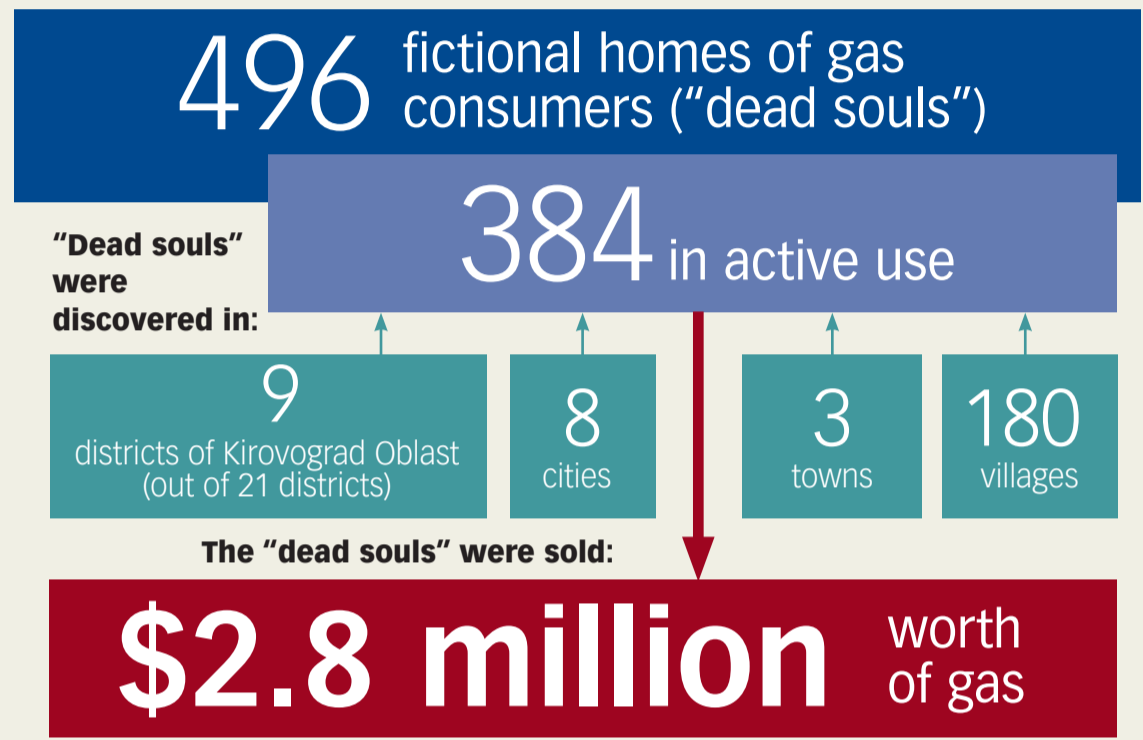 496 fictional homes of gas
consumers (“dead souls”)
384 in active use
“Dead souls”
were
discovered in:
9
districts of Kirovograd Oblast
(out of 21 districts)
8
cities
3
towns
180
villages
The “dead souls” were sold:
$2.8 million worth
of gas